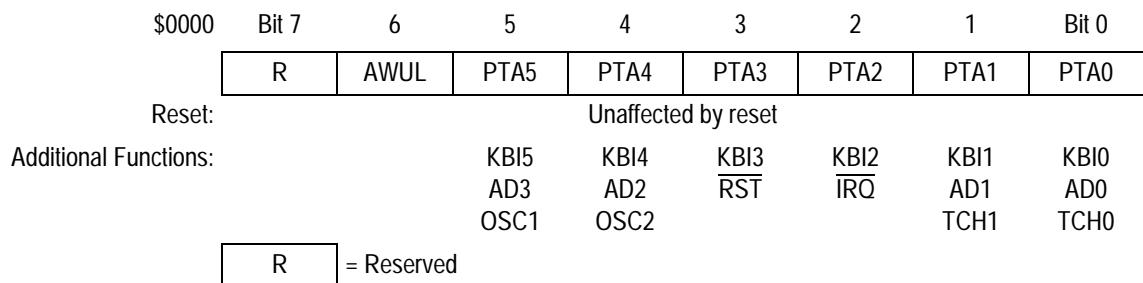 $0000 Bit 7 6 5 4 3 2 1 Bit 0
R AWUL PTA5 PTA4 PTA3 PTA2 PTA1 PTA0
Reset: Unaffected by reset
Additional Functions: KBI5 KBI4 KBI3 KBI2 KBI1 KBI0
AD3 AD2 RST IRQ AD1 AD0
OSC1 OSC2 TCH1 TCH0
R = Reserved